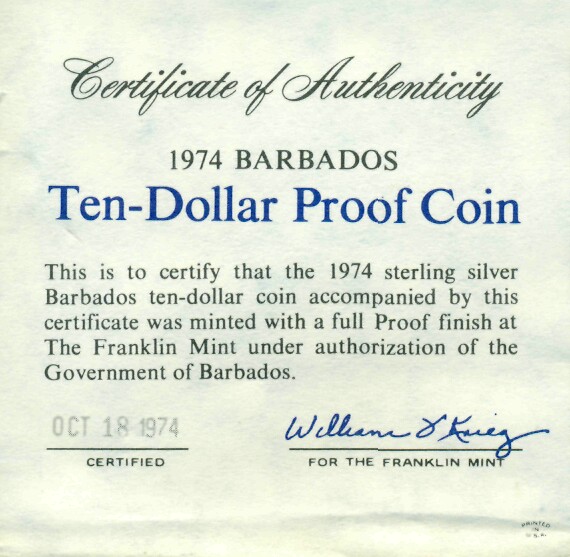 Certificate of Authenticity
1974 BARBADOS
Ten-Dollar Proof Coin
This is to certify that the 1974 sterling silver
Barbados ten-dollar coin accompanied by this
certificate was minted with a full Proof finish at
The Franklin Mint under authorization of the
Government of Barbados.
OCT 18 1974
William F Krieg
CERTIFIED
FOR THE FRANKLIN MINT
PRINTED
IN
U.S.A.